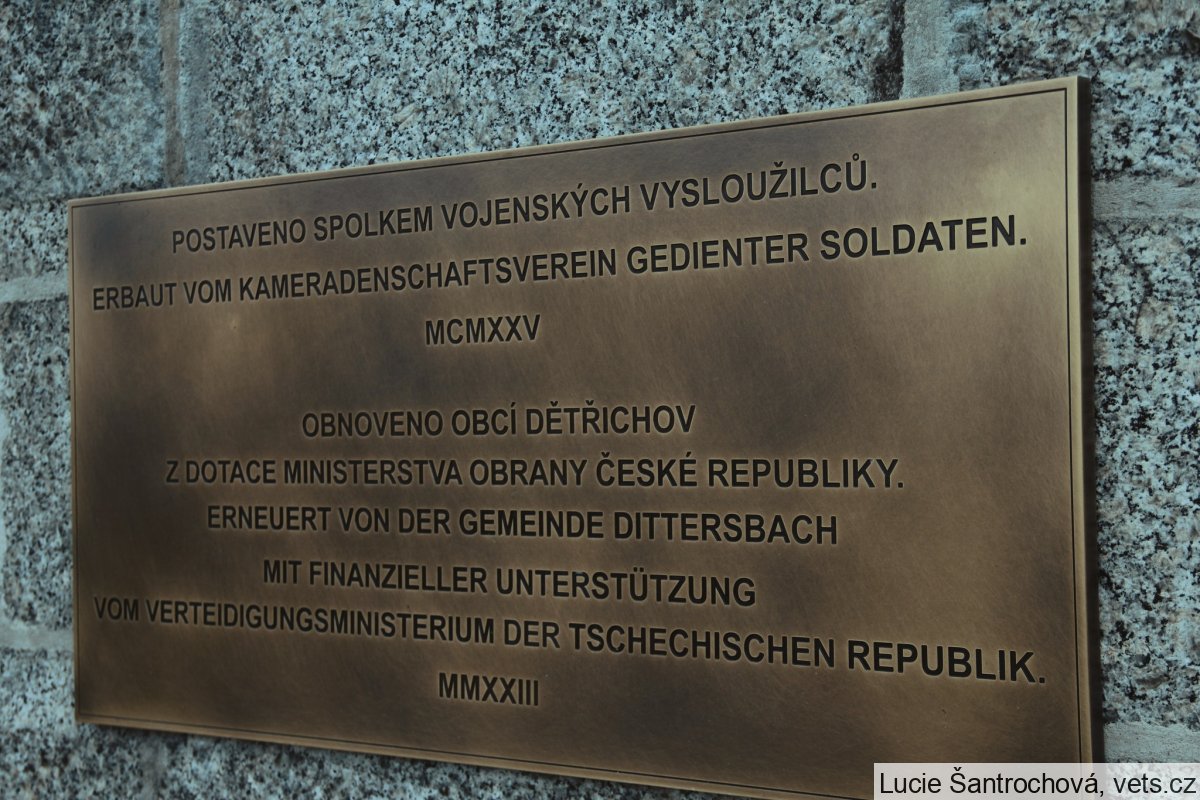 POSTAVENO SPOLKEM VOJENSKÝCH VYSLOUŽILCŮ.
ERBAUT VOM KAMERADENSCHAFTSVEREIN GEDIENTER SOLDATEN.
MCMXXV
OBNOVENO OBCÍ DĚTŘICHOV
Z DOTACE MINISTERSTVA OBRANY ČESKÉ REPUBLIKY.
ERNEUERT VON DER GEMEINDE DITTERSBACH
MIT FINANZIELLER UNTERSTÜTZUNG
VOM VERTEIDIGUNGSMINISTERIUM DER TSCHECHISCHEN REPUBLIK.
MMXXIII
Lucie Šantrochová, vets.cz